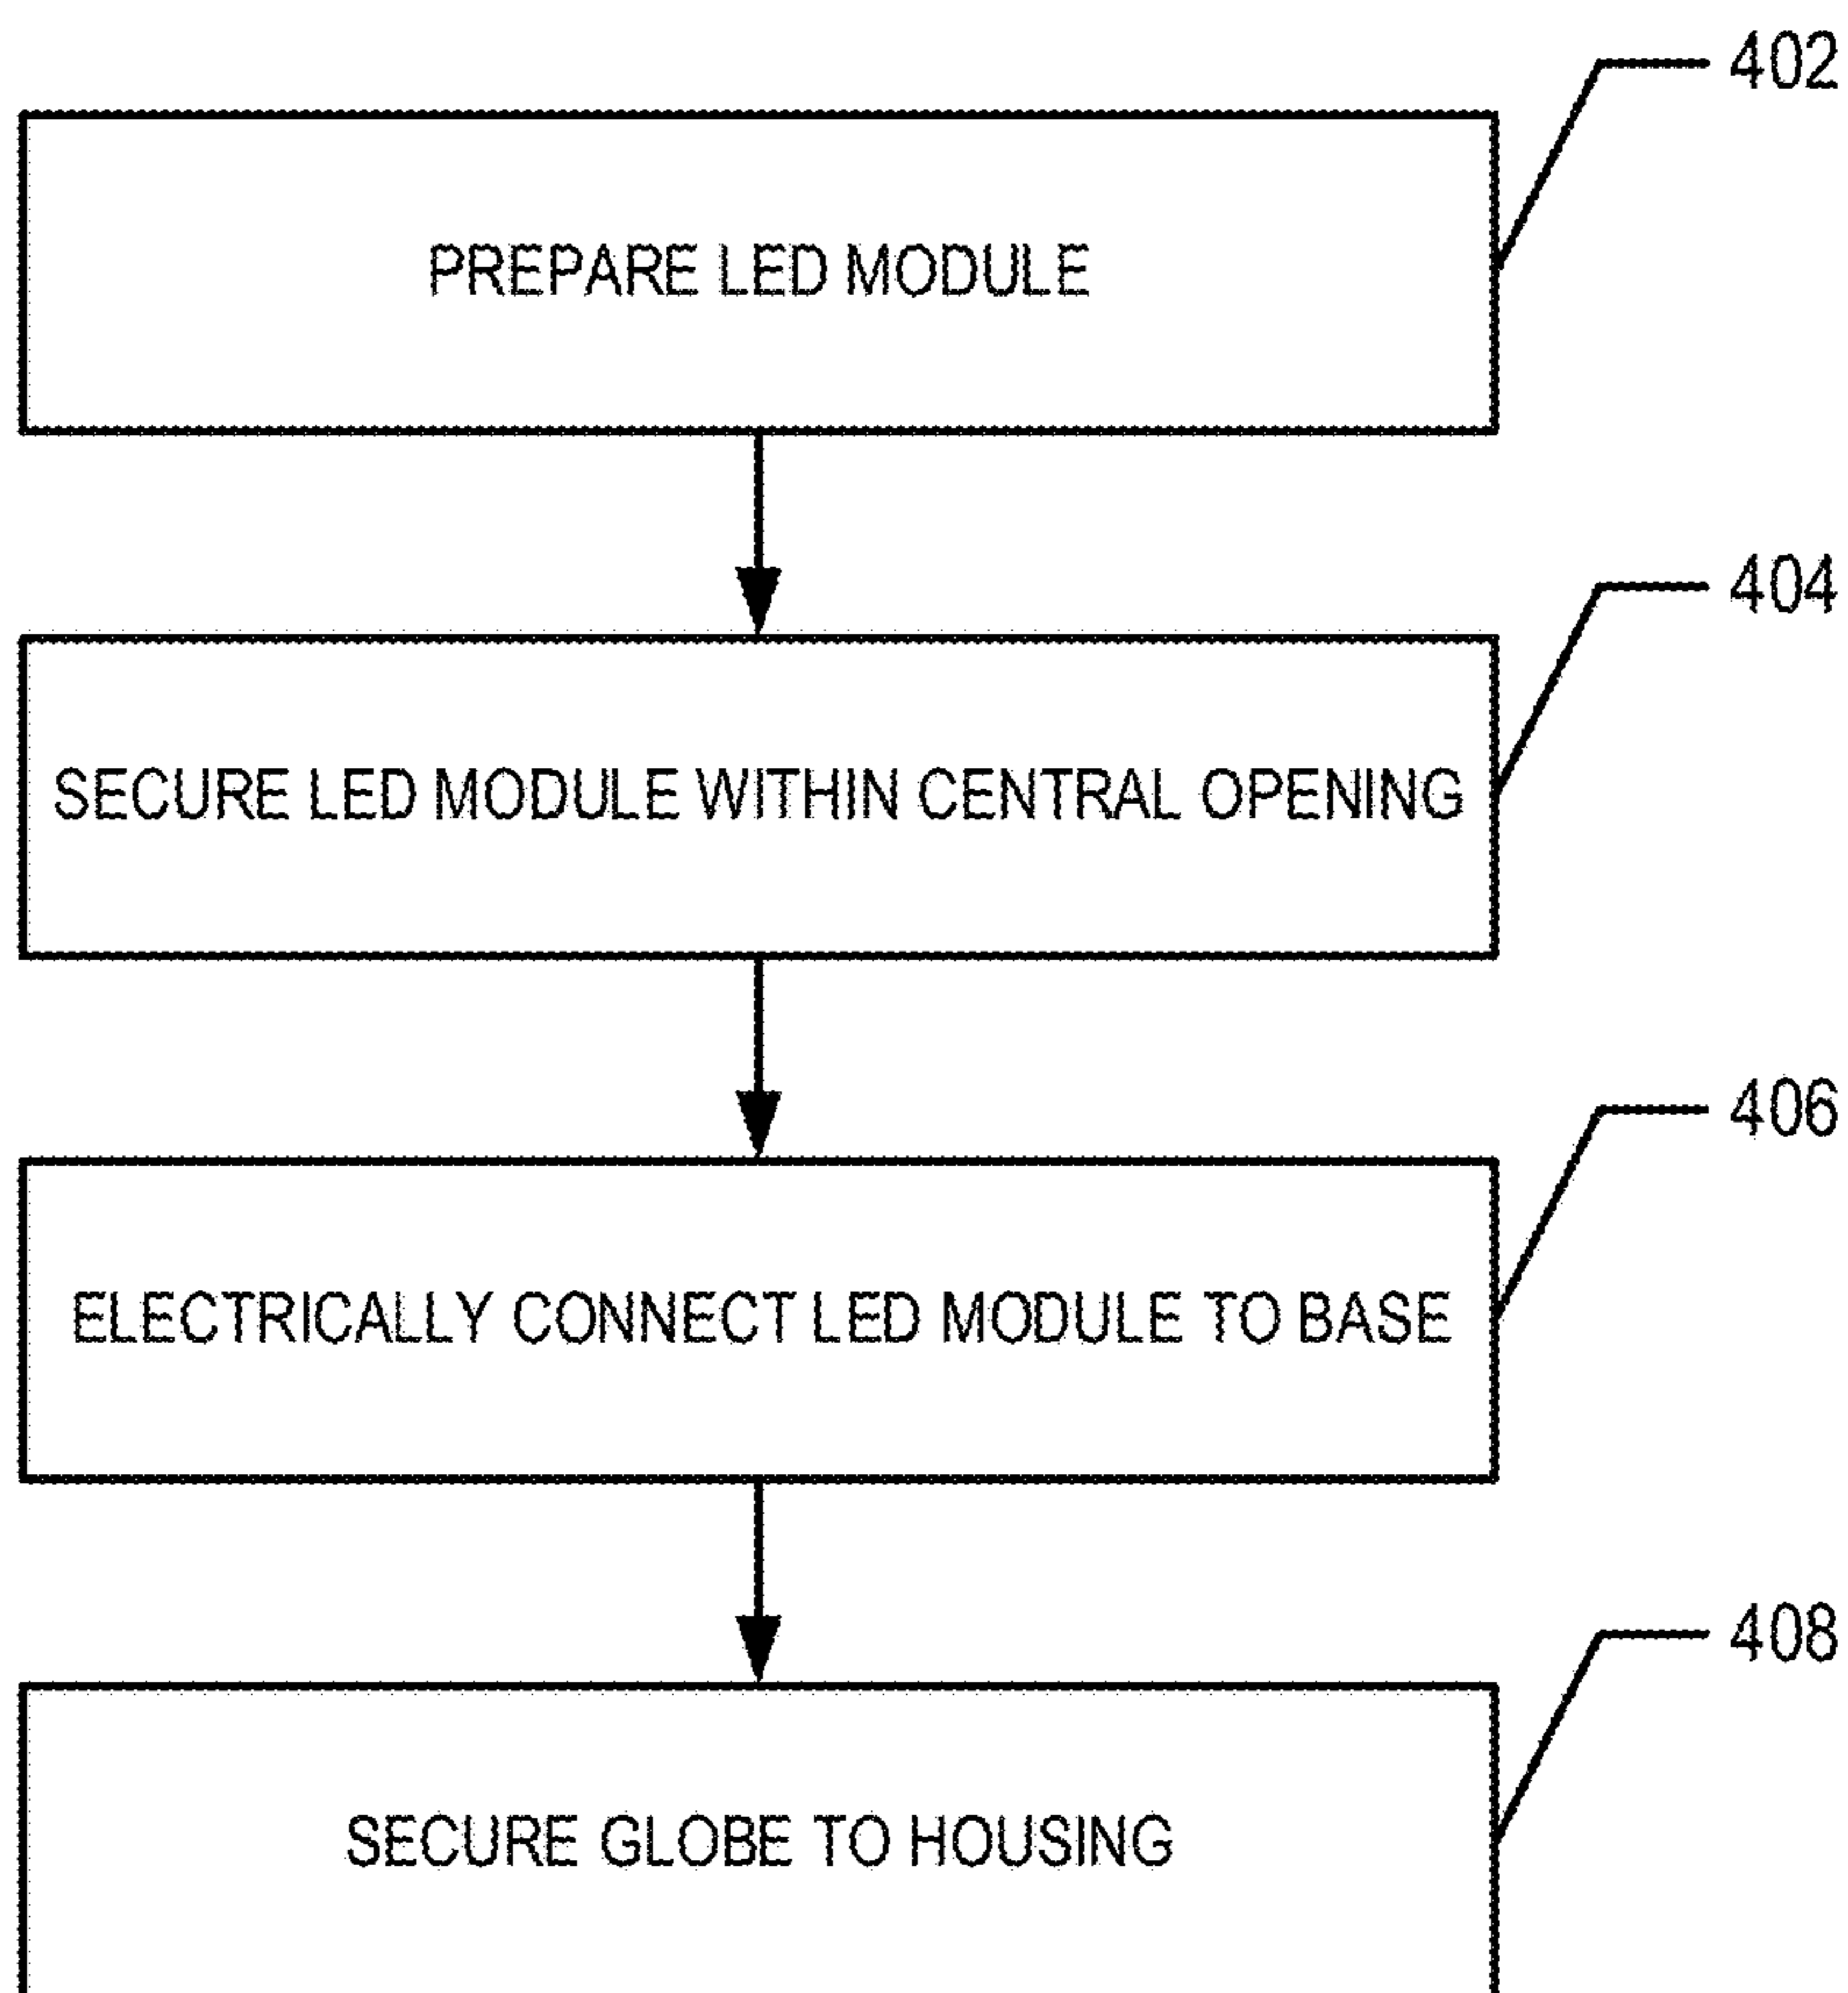 402
PREPARE LED MODULE
404
SECURE LED MODULE WITHIN CENTRAL OPENING
406
ELECTRICALLY CONNECT LED MODULE TO BASE
408
SECURE GLOBE TO HOUSING